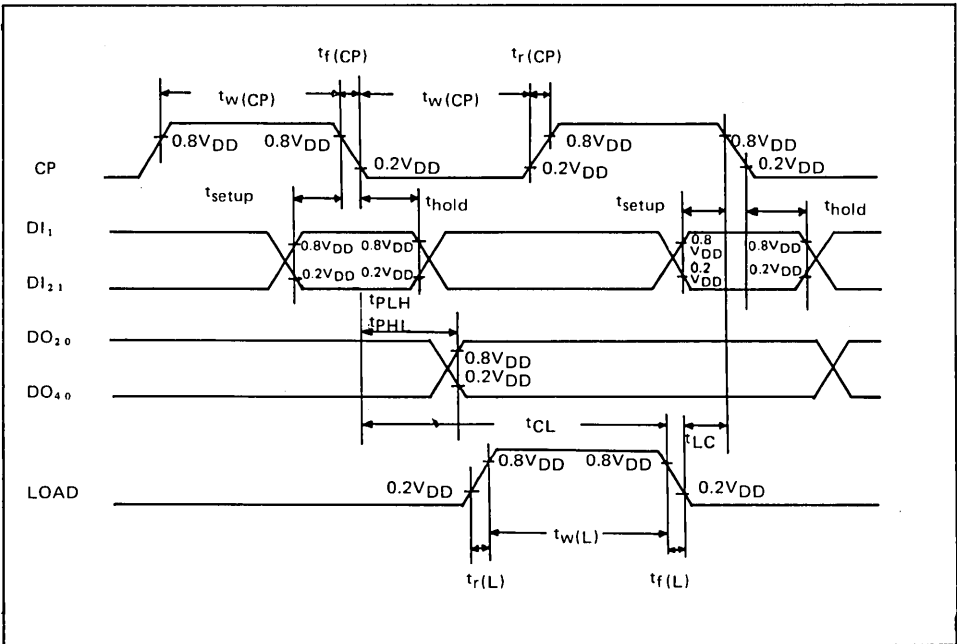 tf(CP) tr(CP)
tw(CP) tw(CP)
0.8VDD 0.8VDD 0.8VDD 0.8VDD
CP 0.2VDD 0.2VDD 0.2VDD
tsetup thold tsetup thold
DI1
0.8VDD 0.8VDD 0.8 VDD 0.8VDD
0.2VDD 0.2VDD 0.2 VDD 0.2VDD
DI21
tPLH
tPHL
DO20
0.8VDD
0.2VDD
DO40
tCL tLC
0.8VDD 0.8VDD
LOAD 0.2VDD 0.2VDD
tw(L)
tr(L) tf(L)